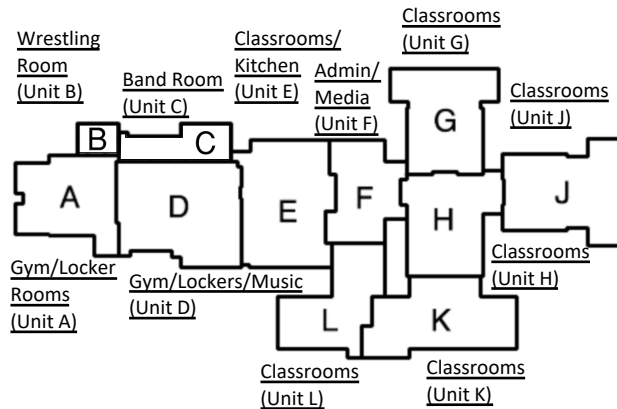 Wrestling
Room
(Unit B)
Band Room
(Unit C)
Classrooms/
Kitchen
(Unit E)
Admin/
Media
(Unit F)
Classrooms
(Unit G)
Classrooms
(Unit J)
B
C
G
A
D
E
F
H
J
Gym/Locker
Rooms
(Unit A)
Gym/Lockers/Music
(Unit D)
Classrooms
(Unit H)
L
K
Classrooms
(Unit L)
Classrooms
(Unit K)